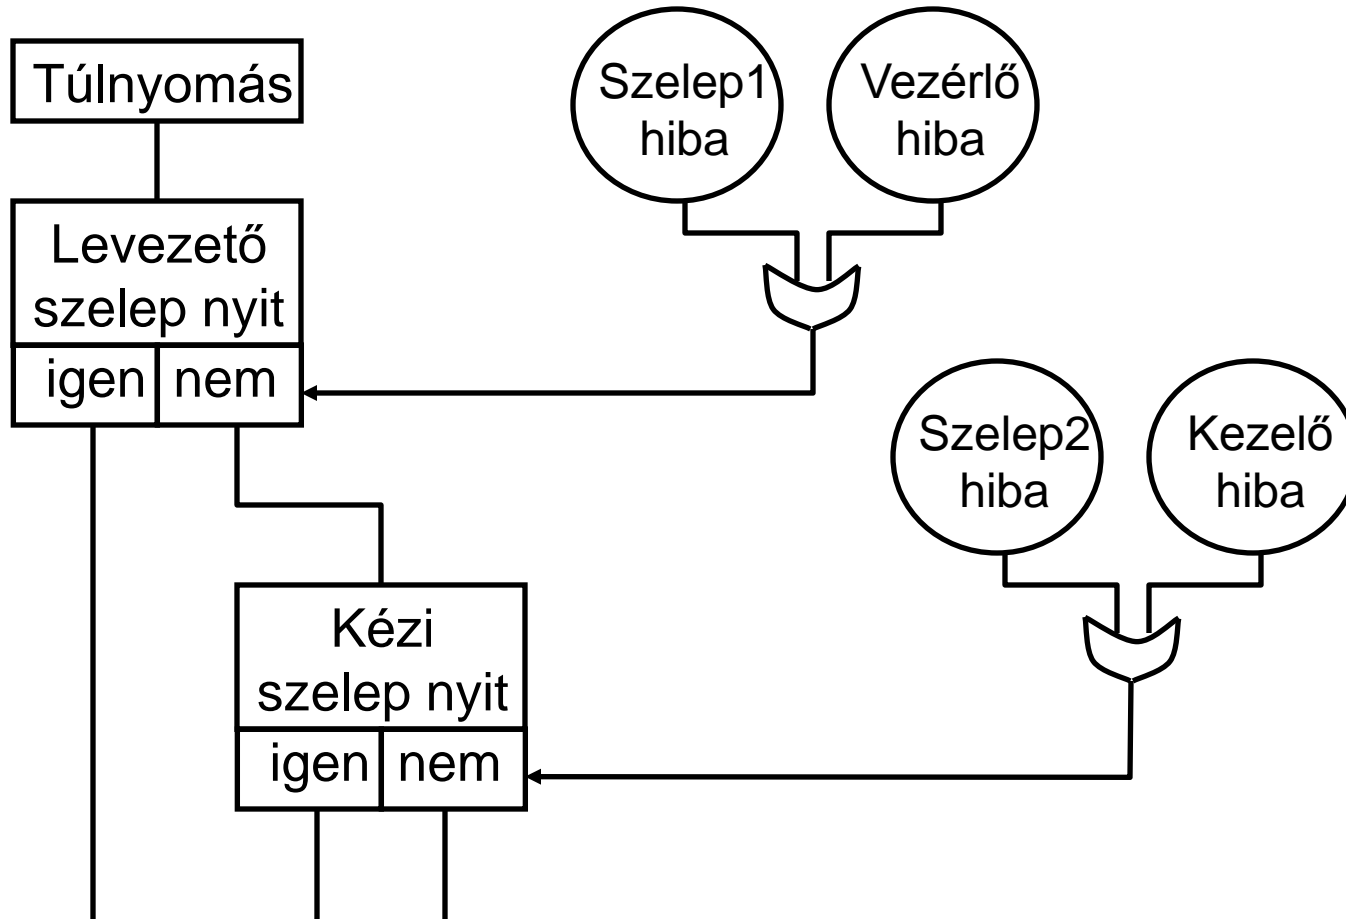 Túlnyomás
Szelep1
hiba
Vezérlő
hiba
Levezető
szelep nyit
igen
nem
Szelep2
hiba
Kezelő
hiba
Kézi
szelep nyit
igen
nem